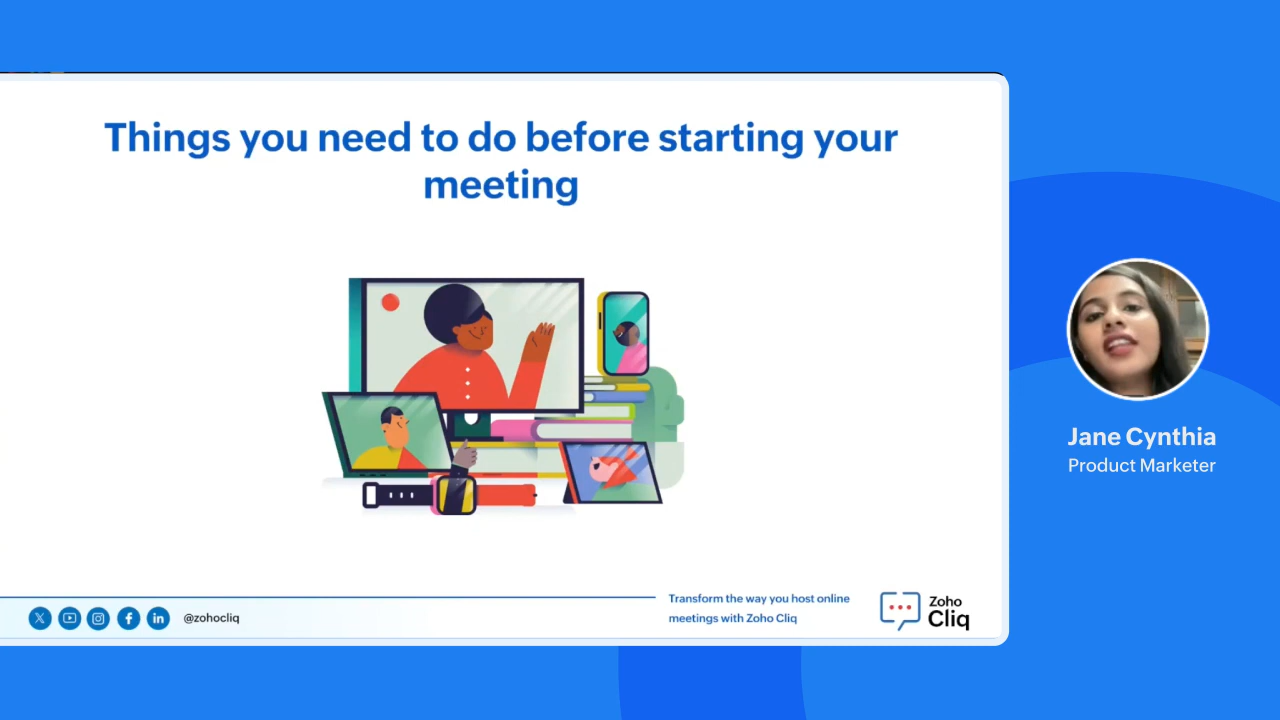 Things you need to do before starting your
meeting
@zohocliq
Transform the way you host online
meetings with Zoho Cliq
Zoho
Cliq
Jane Cynthia
Product Marketer